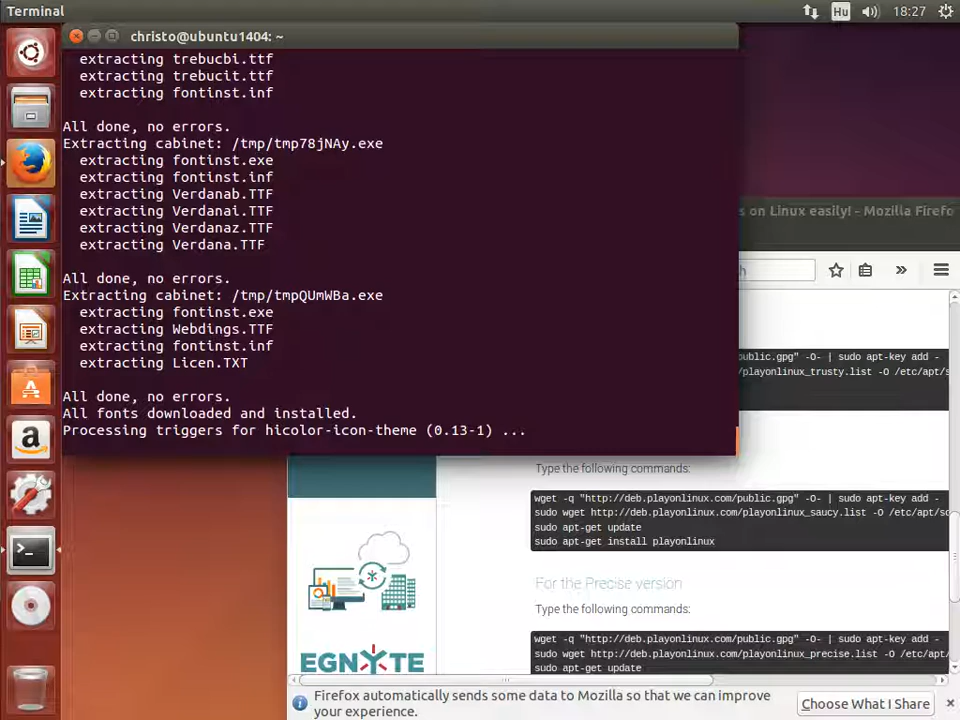 Terminal
Hu
18:27
christo@ubuntu1404: ~
extracting trebucbi.ttf
extracting trebucit.ttf
extracting fontinst.inf
All done, no errors.
Extracting cabinet: /tmp/tmp78jNAy.exe
extracting fontinst.exe
extracting fontinst.inf
extracting Verdanab.TTF
extracting Verdanai.TTF
extracting Verdanaz.TTF
extracting Verdana.TTF
All done, no errors.
Extracting cabinet: /tmp/tmpQUmWBa.exe
extracting fontinst.exe
extracting Webdings.TTF
extracting fontinst.inf
extracting Licen.TXT
All done, no errors.
All fonts downloaded and installed.
Processing triggers for hicolor-icon-theme (0.13-1) ...
s on Linux easily! - Mozilla Firefo
h
public.gpg" -O- | sudo apt-key add -
/playonlinux_trusty.list -O /etc/apt/s
Type the following commands:
wget -q "http://deb.playonlinux.com/public.gpg" -O- | sudo apt-key add -
sudo wget http://deb.playonlinux.com/playonlinux_saucy.list -O /etc/apt/so
sudo apt-get update
sudo apt-get install playonlinux
For the Precise version
Type the following commands:
wget -q "http://deb.playonlinux.com/public.gpg" -O- | sudo apt-key add -
sudo wget http://deb.playonlinux.com/playonlinux_precise.list -O /etc/apt/
sudo apt-get update
EGNYTE
Firefox automatically sends some data to Mozilla so that we can improve
your experience.
Choose What I Share